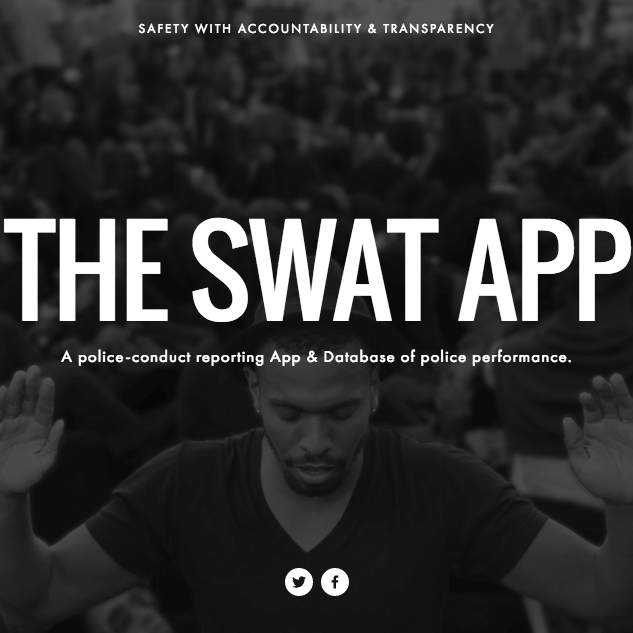 SAFETY WITH ACCOUNTABILITY & TRANSPARENCY
THE SWAT APP
A police-conduct reporting App & Database of police performance.